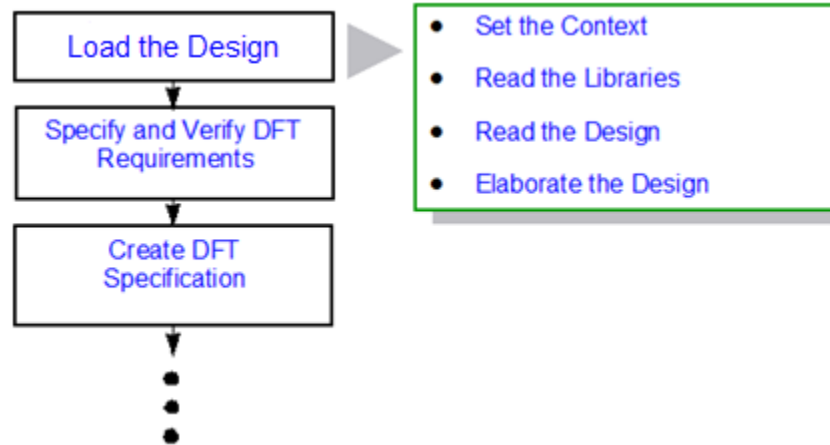 Load the Design
Specify and Verify DFT
Requirements
Create DFT
Specification
• Set the Context
• Read the Libraries
• Read the Design
• Elaborate the Design